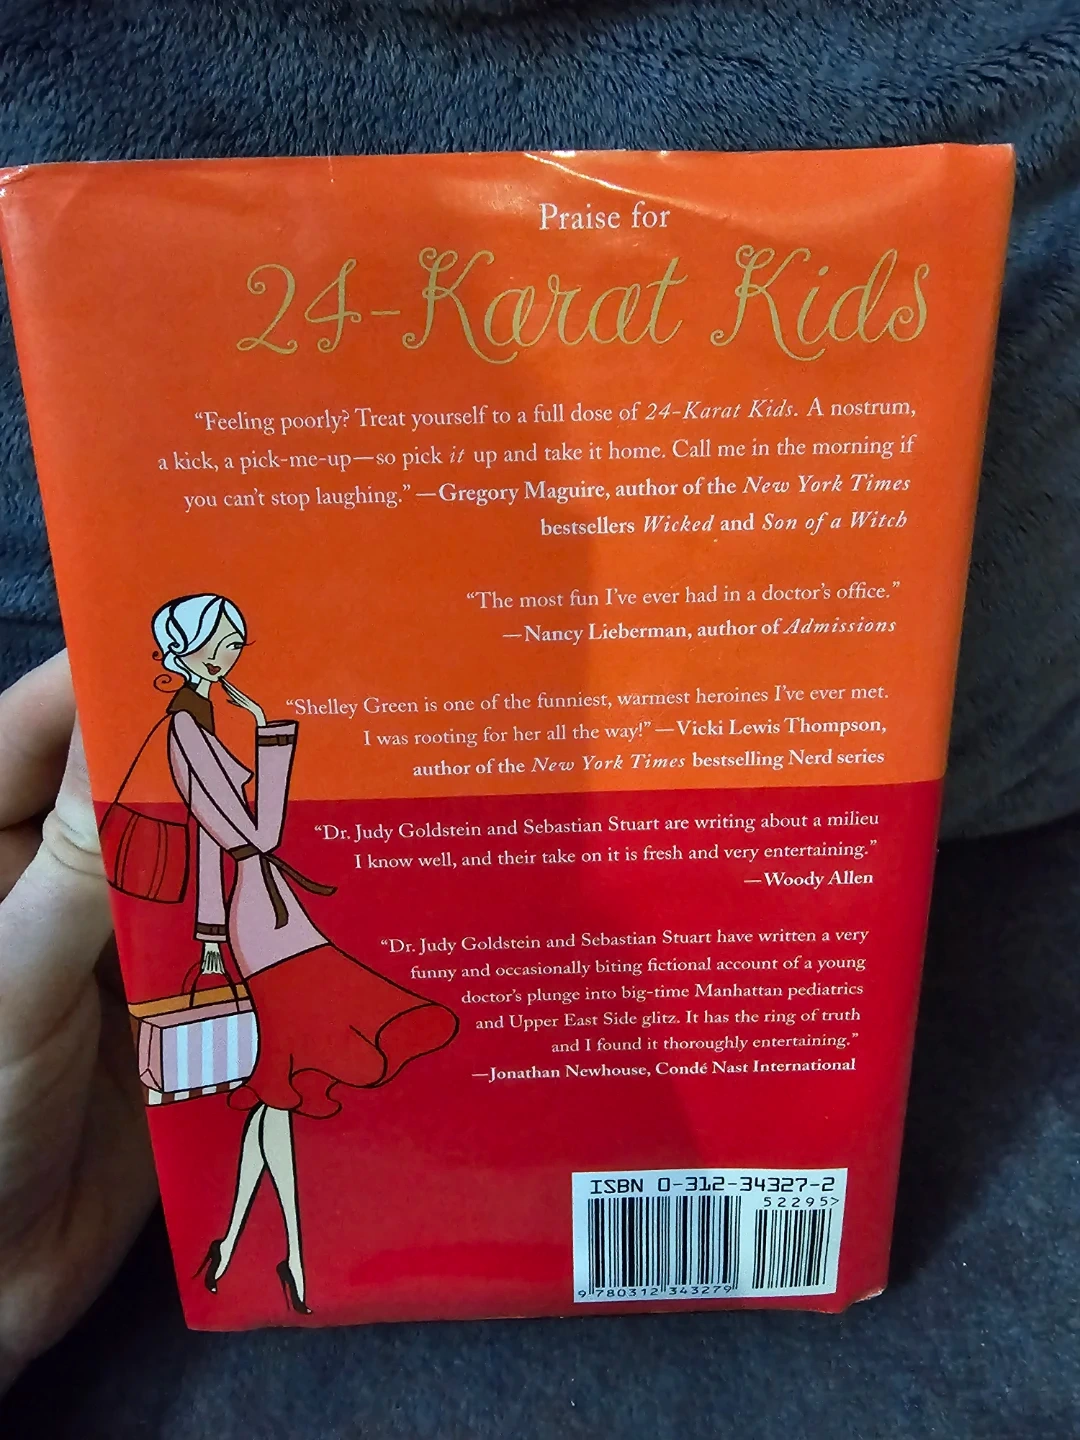 Praise for
24-Karat Kids
“Feeling poorly? Treat yourself to a full dose of 24-Karat Kids. A nostrum,
a kick, a pick-me-up—so pick it up and take it home. Call me in the morning if
you can’t stop laughing.” —Gregory Maguire, author of the New York Times
bestsellers Wicked and Son of a Witch
“The most fun I’ve ever had in a doctor’s office.”
—Nancy Lieberman, author of Admissions
“Shelley Green is one of the funniest, warmest heroines I’ve ever met.
I was rooting for her all the way!” —Vicki Lewis Thompson,
author of the New York Times bestselling Nerd series
“Dr. Judy Goldstein and Sebastian Stuart are writing about a milieu
I know well, and their take on it is fresh and very entertaining.”
—Woody Allen
“Dr. Judy Goldstein and Sebastian Stuart have written a very
funny and occasionally biting fictional account of a young
doctor’s plunge into big-time Manhattan pediatrics
and Upper East Side glitz. It has the ring of truth
and I found it thoroughly entertaining.”
—Jonathan Newhouse, Condé Nast International
ISBN 0-312-34327-2
52295>
9 780312 343279